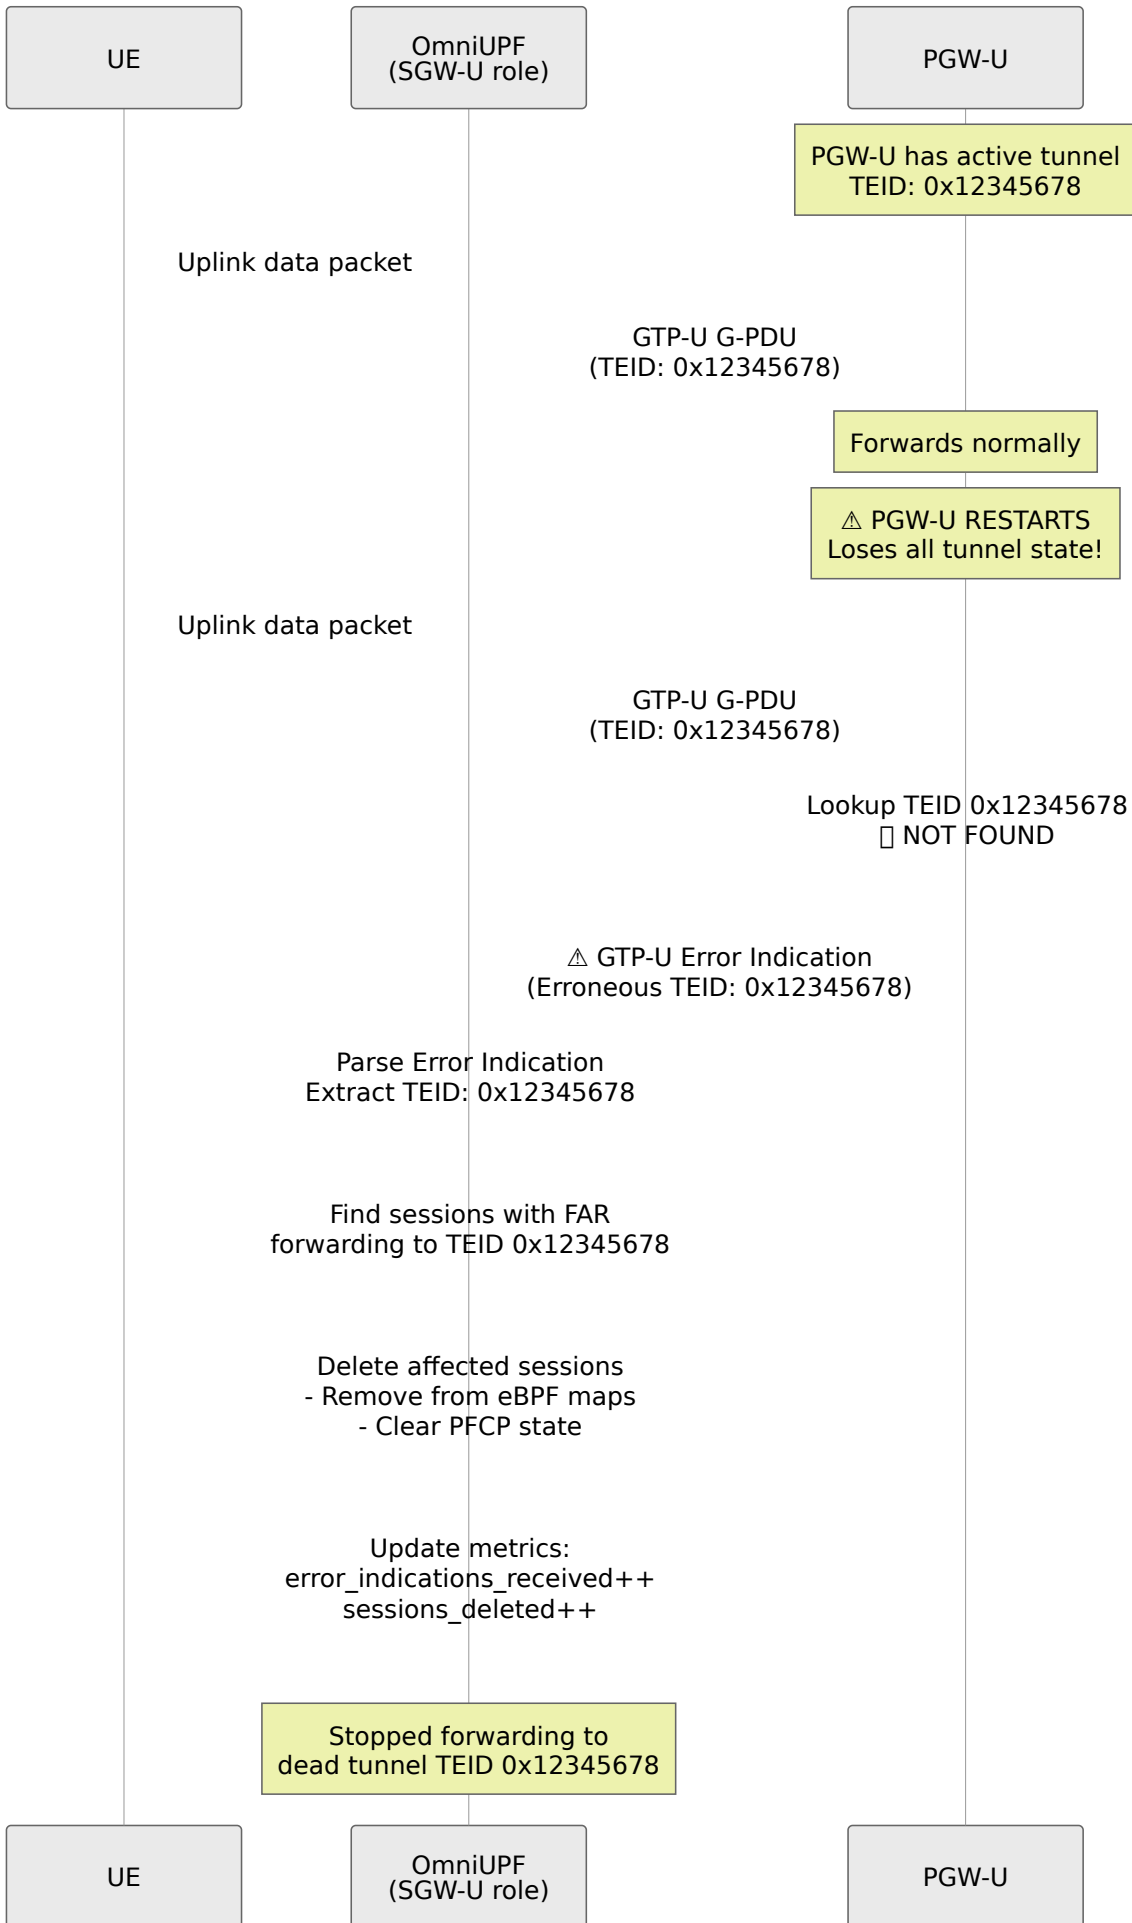 UE
OmniUPF
(SGW-U role)
PGW-U
PGW-U has active tunnel
TEID: 0x12345678
Uplink data packet
GTP-U G-PDU
(TEID: 0x12345678)
Forwards normally
⚠ PGW-U RESTARTS
Loses all tunnel state!
Uplink data packet
GTP-U G-PDU
(TEID: 0x12345678)
Lookup TEID 0x12345678
NOT FOUND
⚠ GTP-U Error Indication
(Erroneous TEID: 0x12345678)
Parse Error Indication
Extract TEID: 0x12345678
Find sessions with FAR
forwarding to TEID 0x12345678
Delete affected sessions
- Remove from eBPF maps
- Clear PFCP state
Update metrics:
error_indications_received++
sessions_deleted++
Stopped forwarding to
dead tunnel TEID 0x12345678
UE
OmniUPF
(SGW-U role)
PGW-U